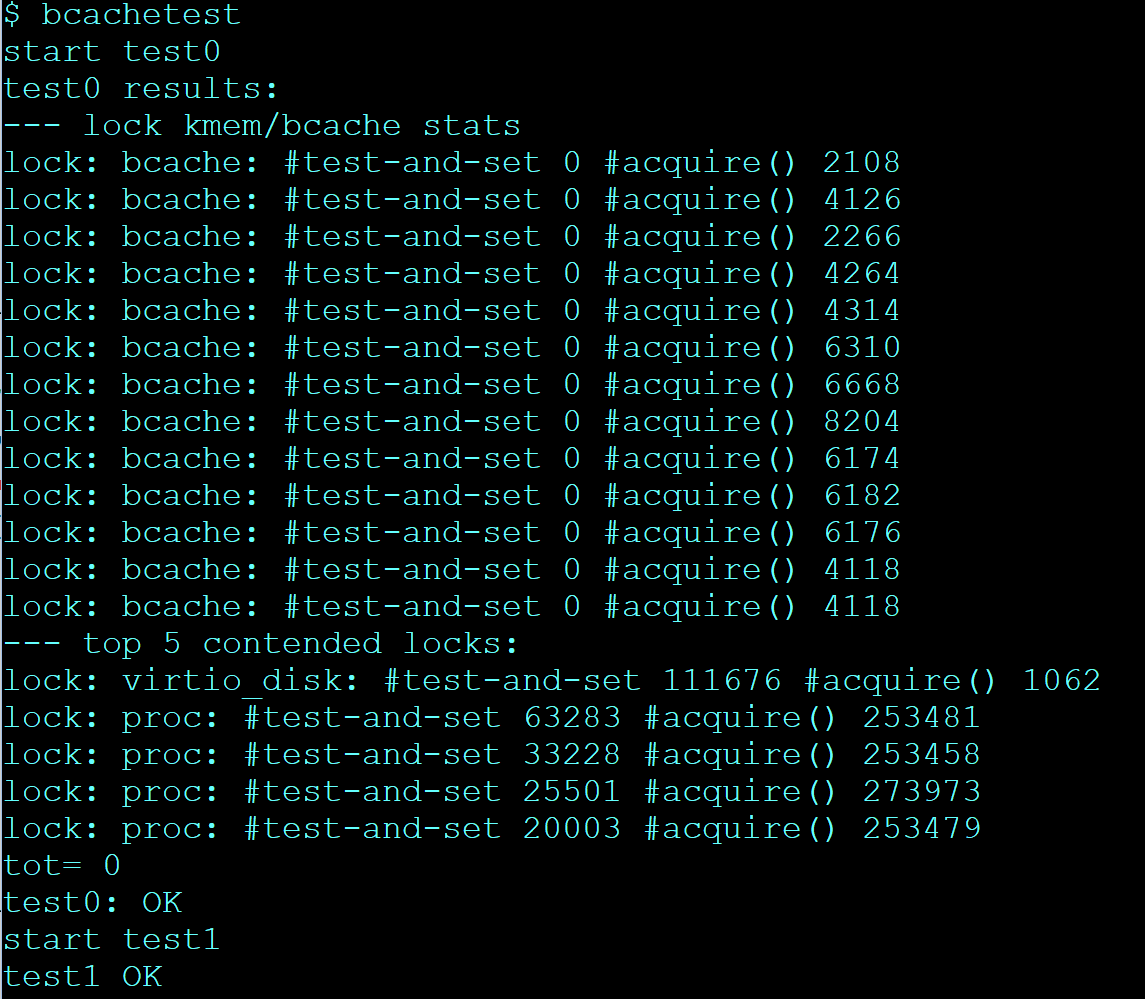 $ bcachetest
start test0
test0 results:
--- lock kmem/bcache stats
lock: bcache: #test-and-set 0 #acquire() 2108
lock: bcache: #test-and-set 0 #acquire() 4126
lock: bcache: #test-and-set 0 #acquire() 2266
lock: bcache: #test-and-set 0 #acquire() 4264
lock: bcache: #test-and-set 0 #acquire() 4314
lock: bcache: #test-and-set 0 #acquire() 6310
lock: bcache: #test-and-set 0 #acquire() 6668
lock: bcache: #test-and-set 0 #acquire() 8204
lock: bcache: #test-and-set 0 #acquire() 6174
lock: bcache: #test-and-set 0 #acquire() 6182
lock: bcache: #test-and-set 0 #acquire() 6176
lock: bcache: #test-and-set 0 #acquire() 4118
lock: bcache: #test-and-set 0 #acquire() 4118
--- top 5 contended locks:
lock: virtio_disk: #test-and-set 111676 #acquire() 1062
lock: proc: #test-and-set 63283 #acquire() 253481
lock: proc: #test-and-set 33228 #acquire() 253458
lock: proc: #test-and-set 25501 #acquire() 273973
lock: proc: #test-and-set 20003 #acquire() 253479
tot= 0
test0: OK
start test1
test1 OK